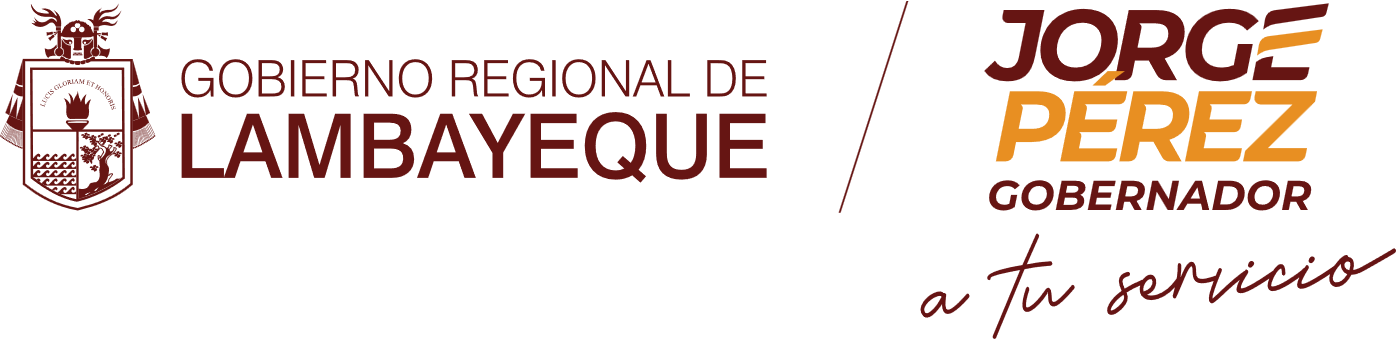 LUCIS GLORIAM ET HONORIS
GOBIERNO REGIONAL DE
LAMBAYEQUE
JORGE
PÉREZ
GOBERNADOR
a tu servicio